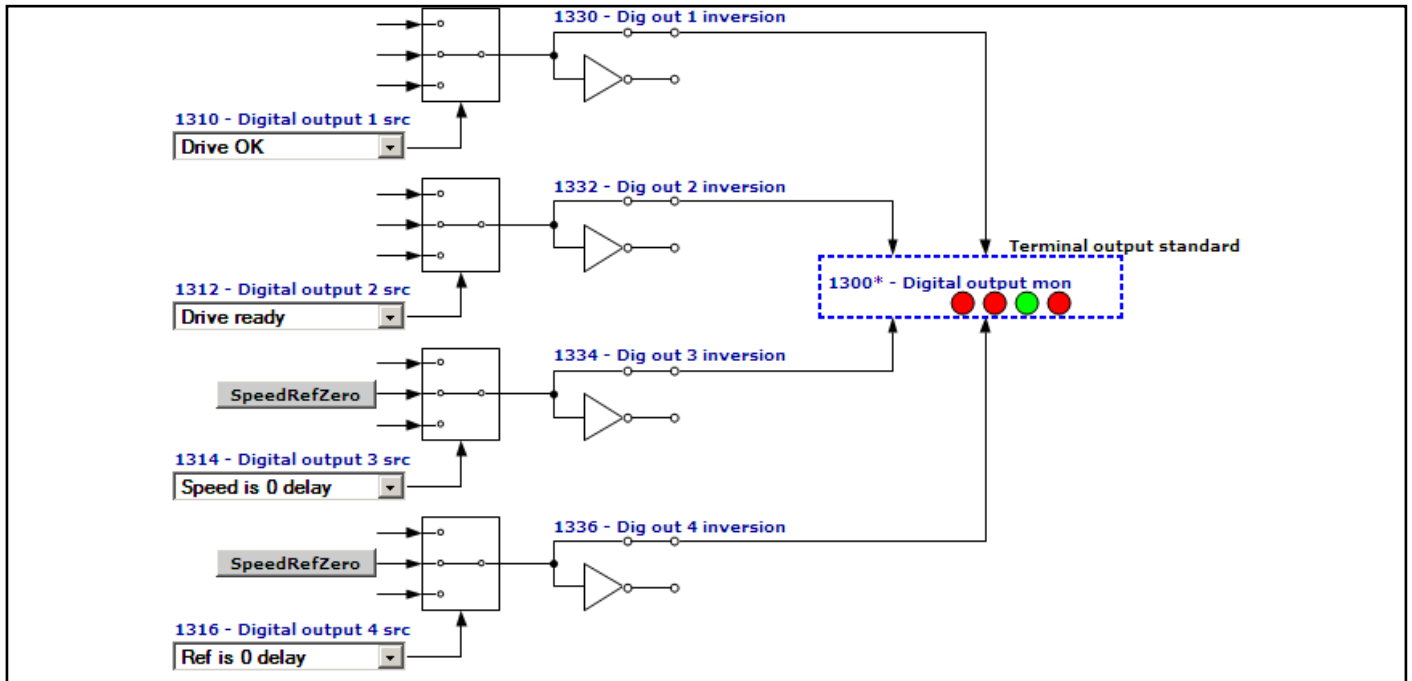 1330 - Dig out 1 inversion
1310 - Digital output 1 src
Drive OK
1332 - Dig out 2 inversion
1312 - Digital output 2 src
Drive ready
Terminal output standard
1300* - Digital output mon
1334 - Dig out 3 inversion
SpeedRefZero
1314 - Digital output 3 src
Speed is 0 delay
1336 - Dig out 4 inversion
SpeedRefZero
1316 - Digital output 4 src
Ref is 0 delay